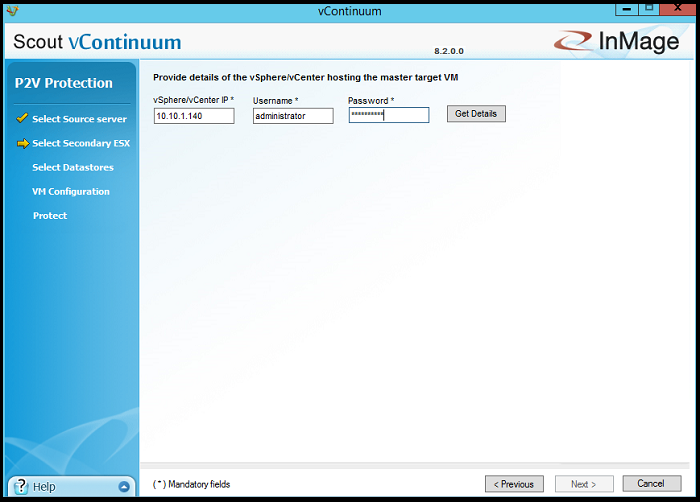 vContinuum
Scout vContinuum
8.2.0.0
InMage
P2V Protection
Select Source server
Select Secondary ESX
Select Datastores
VM Configuration
Protect
Provide details of the vSphere/vCenter hosting the master target VM
vSphere/vCenter IP * Username * Password *
10.10.1.140 administrator ********** Get Details
? Help
( * ) Mandatory fields
< Previous Next > Cancel